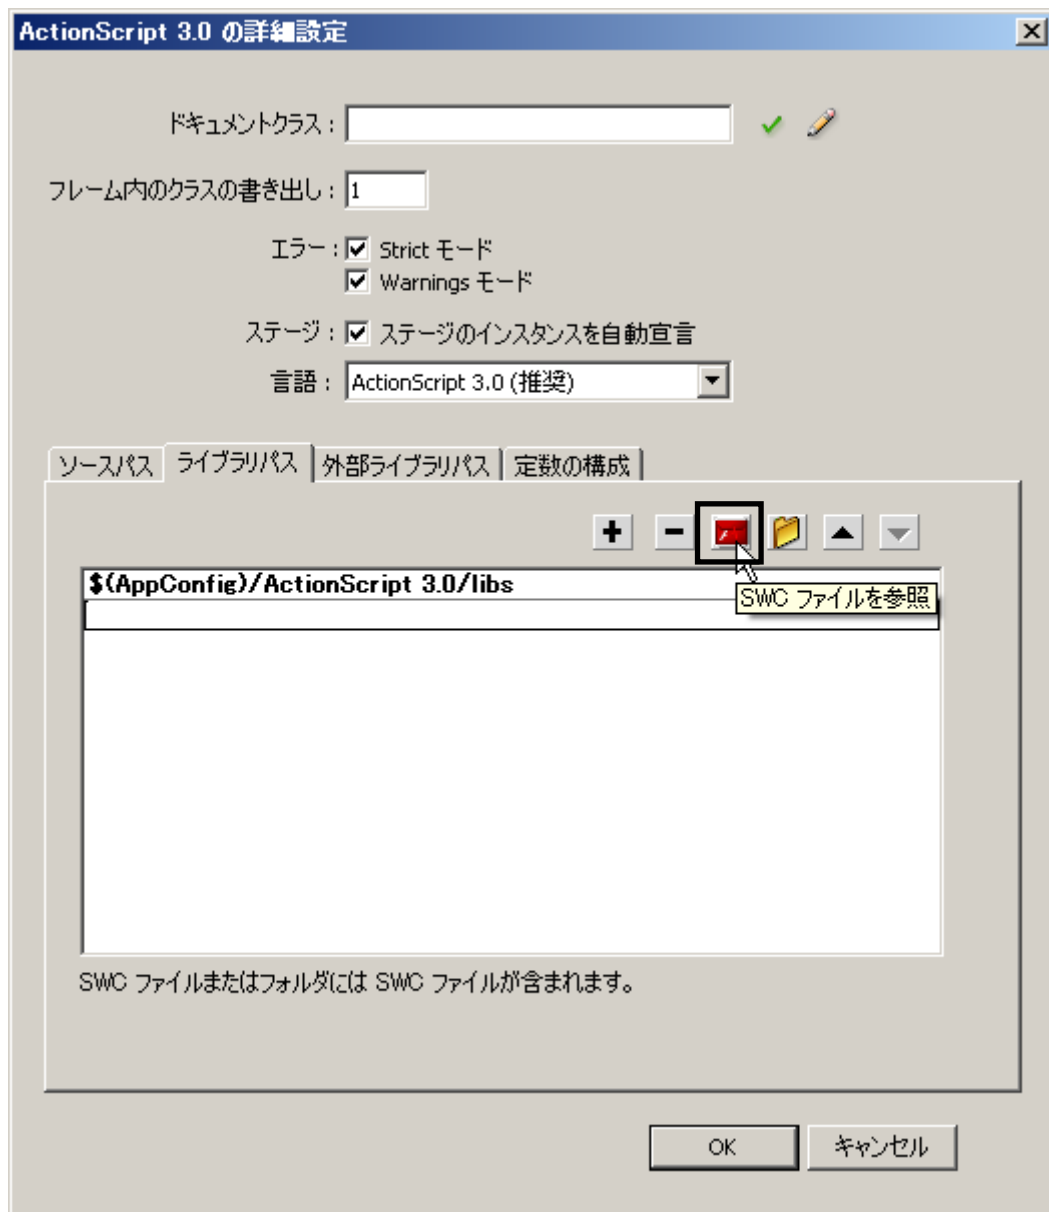 ActionScript 3.0 の詳細設定
ドキュメントクラス :
フレーム内のクラスの書き出し : 1
エラー : Strict モード
Warnings モード
ステージ : ステージのインスタンスを自動宣言
言語 : ActionScript 3.0 (推奨)
ソースパス ライブラリパス 外部ライブラリパス 定数の構成
$(AppConfig)/ActionScript 3.0/libs
SWC ファイルを参照
SWC ファイルまたはフォルダには SWC ファイルが含まれます。
OK キャンセル